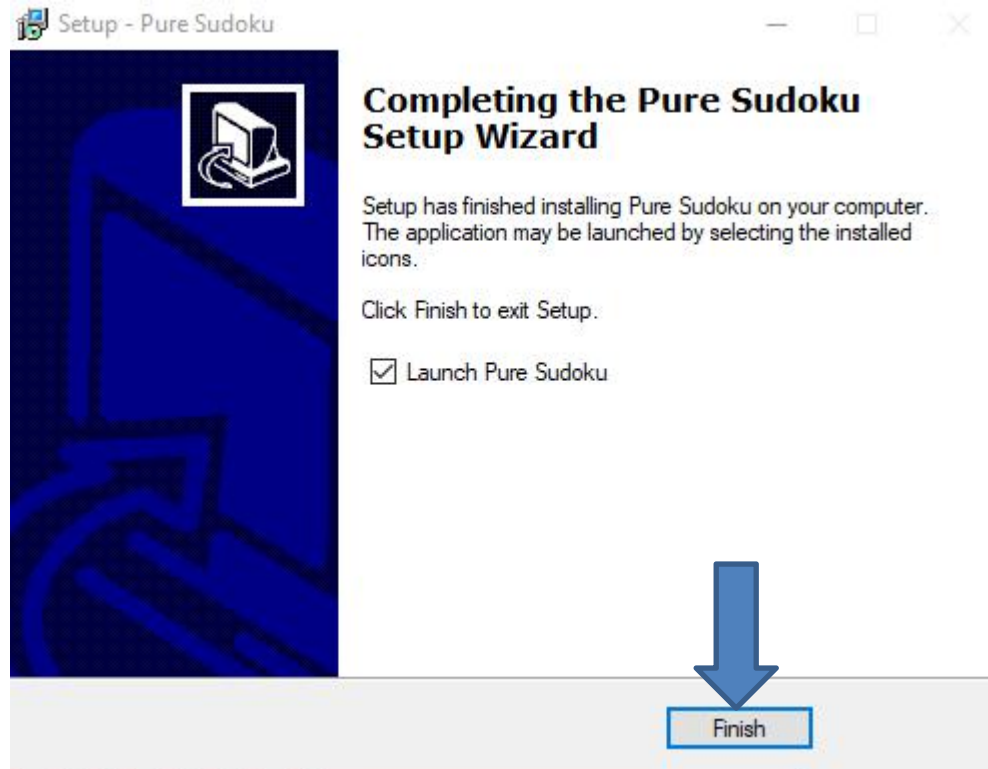 Setup - Pure Sudoku
Completing the Pure Sudoku
Setup Wizard
Setup has finished installing Pure Sudoku on your computer.
The application may be launched by selecting the installed
icons.
Click Finish to exit Setup.
Launch Pure Sudoku
Finish